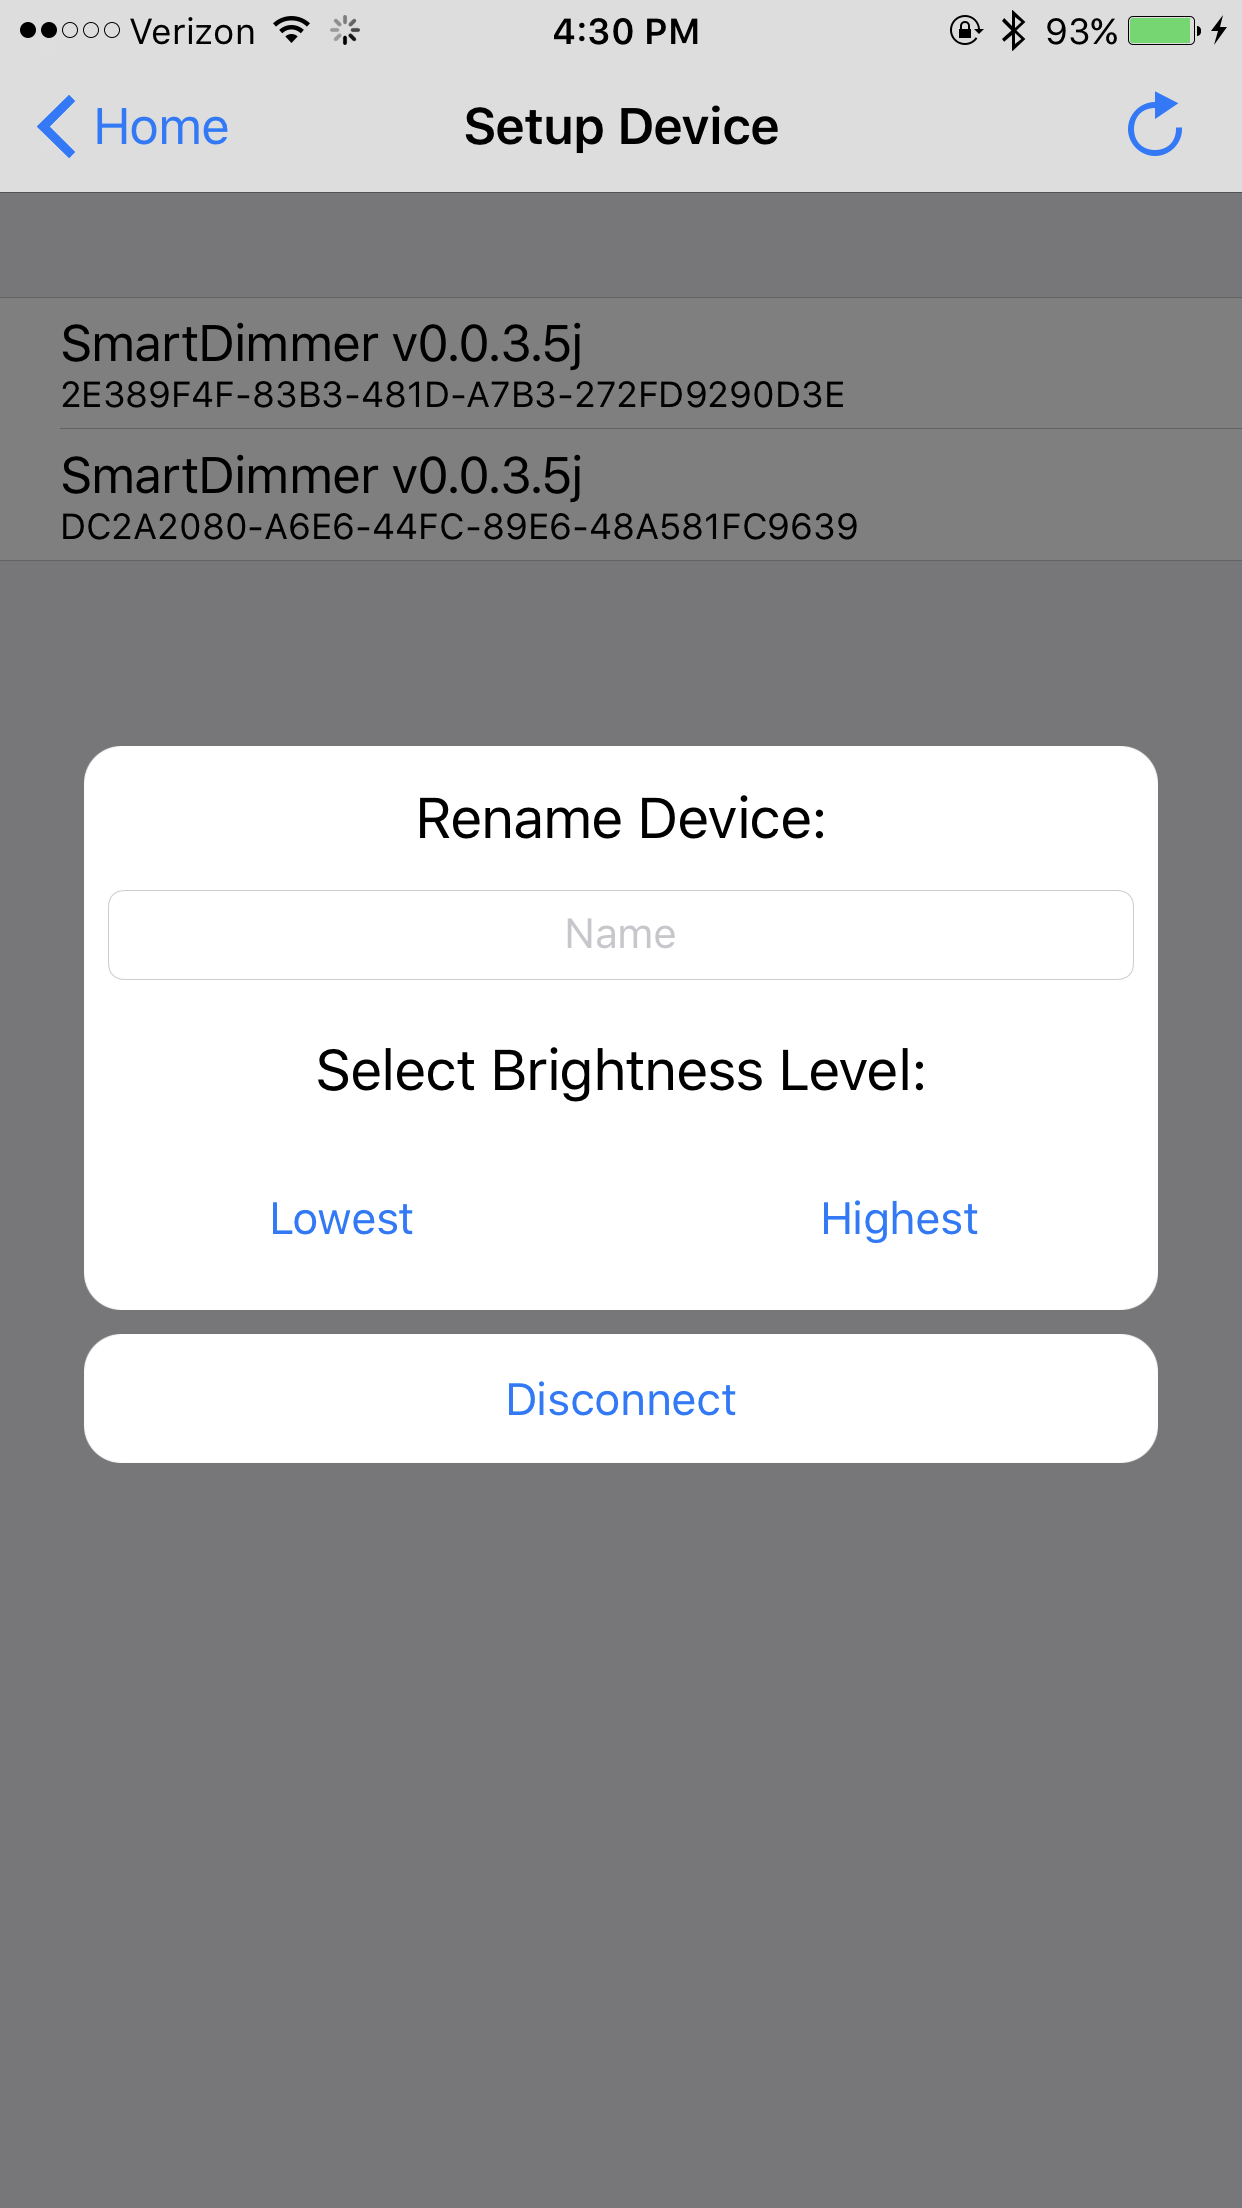 Verizon 4:30 PM 93%
Home Setup Device
SmartDimmer v0.0.3.5j
2E389F4F-83B3-481D-A7B3-272FD9290D3E
SmartDimmer v0.0.3.5j
DC2A2080-A6E6-44FC-89E6-48A581FC9639
Rename Device:
Name
Select Brightness Level:
Lowest Highest
Disconnect